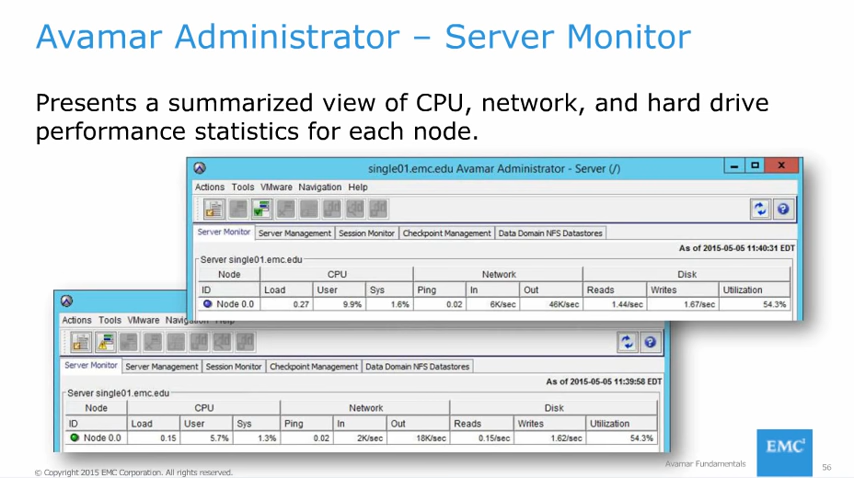 Avamar Administrator – Server Monitor
Presents a summarized view of CPU, network, and hard drive
performance statistics for each node.
single01.emc.edu Avamar Administrator - Server (/)
Actions Tools VMware Navigation Help
Server Monitor Server Management Session Monitor Checkpoint Management Data Domain NFS Datastores
As of 2015-05-05 11:40:31 EDT
Server single01.emc.edu
Node CPU Network Disk
ID Load User Sys Ping In Out Reads Writes Utilization
Node 0.0 0.27 9.9% 1.6% 0.02 6K/sec 46K/sec 1.44/sec 1.67/sec 54.3%
Actions Tools VMware
Server Monitor Server Management Session Monitor Checkpoint Management Data Domain NFS Datastores
As of 2015-05-05 11:39:58 EDT
Server single01.emc.edu
Node CPU Network Disk
ID Load User Sys Ping In Out Reads Writes Utilization
Node 0.0 0.15 5.7% 1.3% 0.02 2K/sec 18K/sec 0.15/sec 1.62/sec 54.3%
EMC²
© Copyright 2015 EMC Corporation. All rights reserved.
Avamar Fundamentals
56